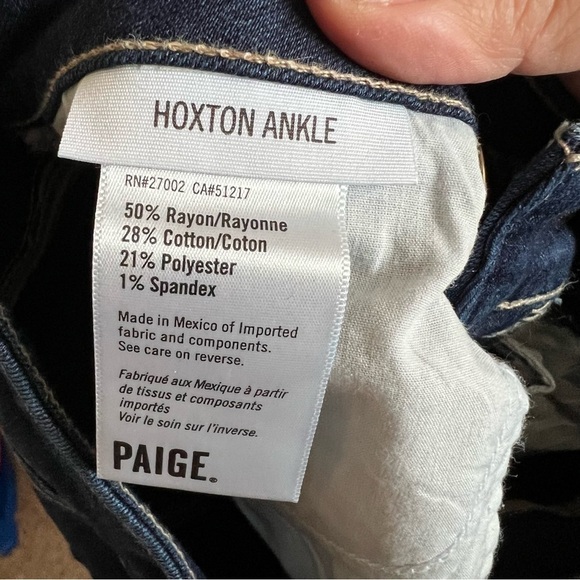 HOXTON ANKLE
RN#27002 CA#51217
50% Rayon/Rayonne
28% Cotton/Coton
21% Polyester
1% Spandex
Made in Mexico of Imported
fabric and components.
See care on reverse.
Fabriqué aux Mexique à partir
de tissus et composants
importés
Voir le soin sur l'inverse.
PAIGE.